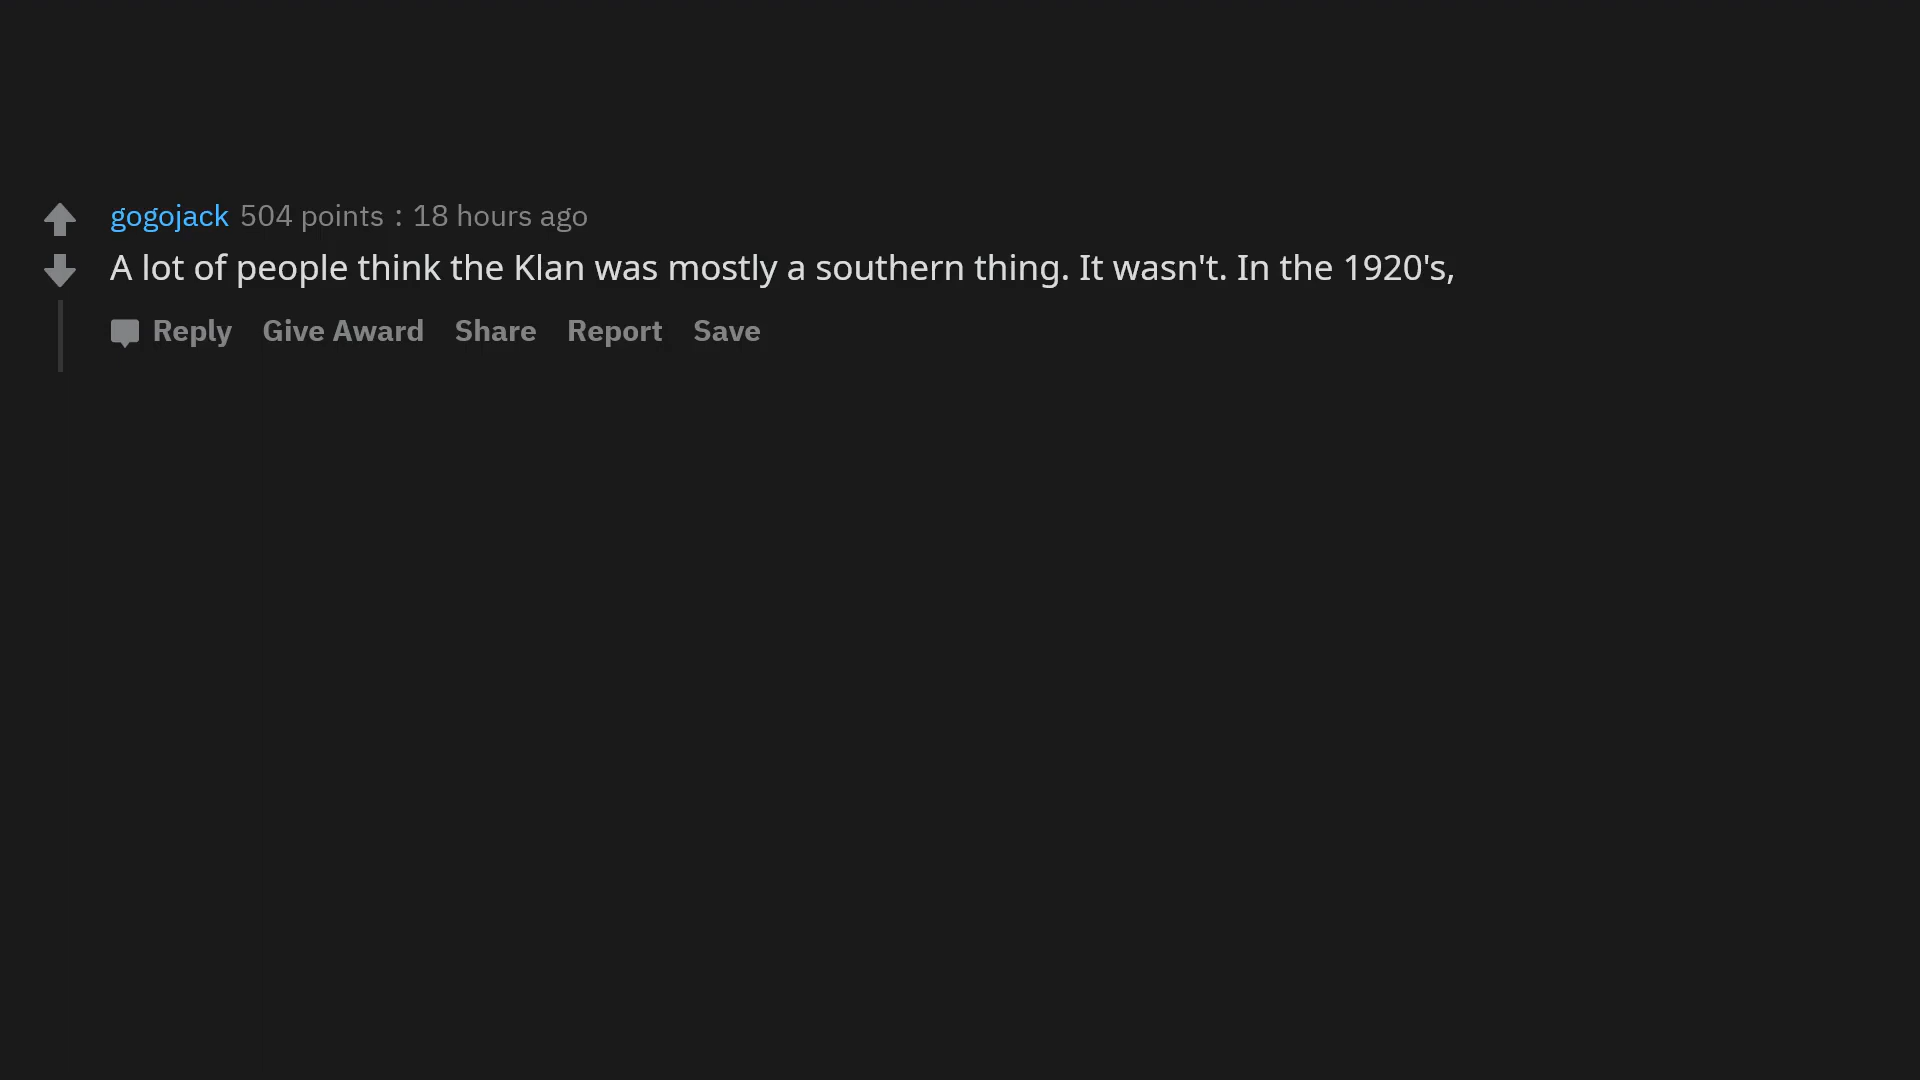 gogojack 504 points : 18 hours ago
A lot of people think the Klan was mostly a southern thing. It wasn't. In the 1920's,
Reply Give Award Share Report Save